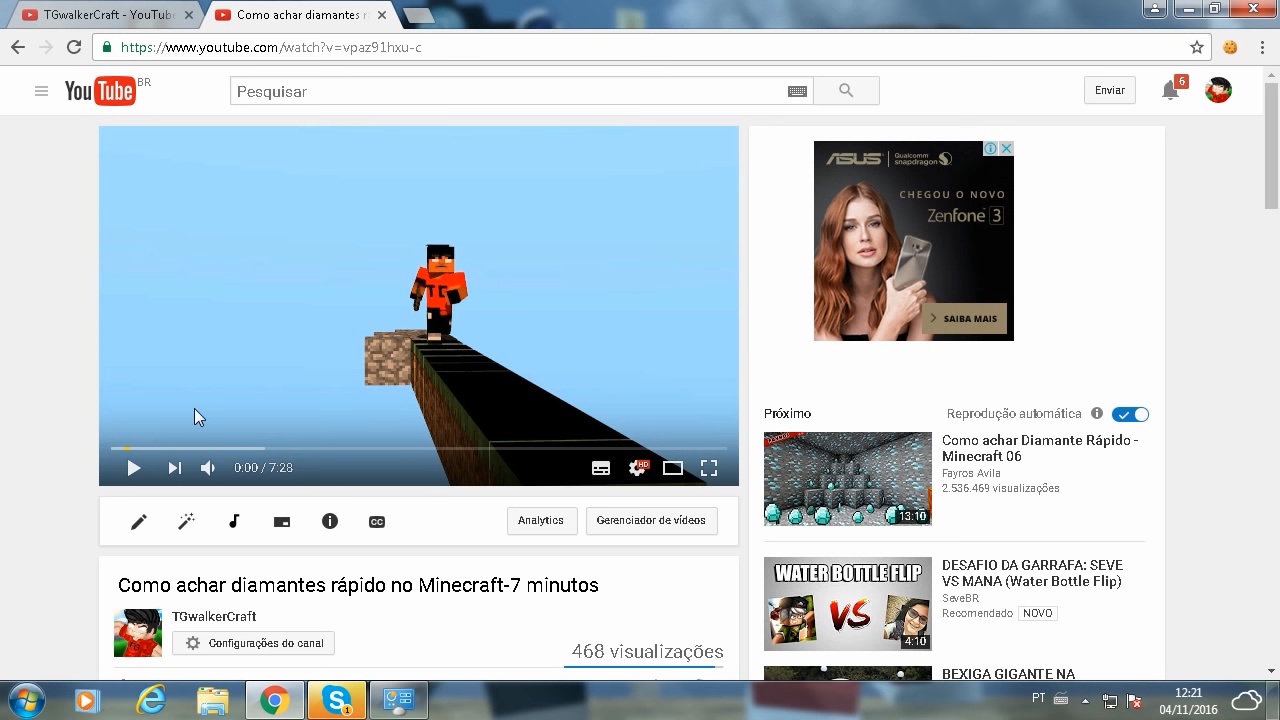 TGwalkerCraft - YouTube
Como achar diamantes r
https://www.youtube.com/watch?v=vpaz91hxu-c
YouTube BR
Pesquisar
Enviar
6
TC
0:00 / 7:28
HD
ASUS
Qualcomm
snapdragon
CHEGOU O NOVO
Zenfone 3
SAIBA MAIS
Próximo
Reprodução automática
Como achar Diamante Rápido -
Minecraft 06
Fayros Avila
2.536.469 visualizações
13:10
WATER BOTTLE FLIP
VS
4:10
DESAFIO DA GARRAFA: SEVE
VS MANA (Water Bottle Flip)
SeveBR
Recomendado NOVO
BEXIGA GIGANTE NA
CC
Analytics
Gerenciador de vídeos
Como achar diamantes rápido no Minecraft-7 minutos
TGwalkerCraft
Configurações do canal
468 visualizações
1
PT
12:21
04/11/2016